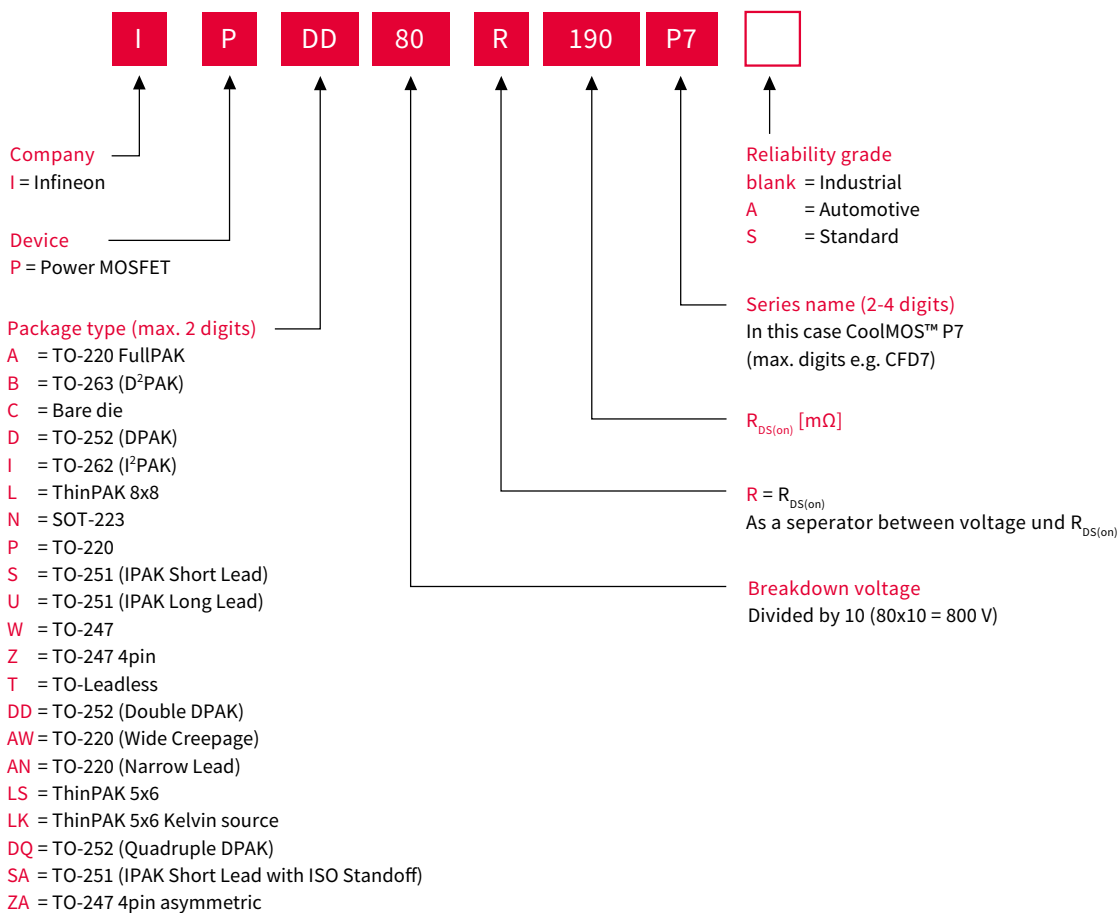 I P DD 80 R 190 P7
Company
I = Infineon
Device
P = Power MOSFET
Package type (max. 2 digits)
A = TO-220 FullPAK
B = TO-263 (D²PAK)
C = Bare die
D = TO-252 (DPAK)
I = TO-262 (I²PAK)
L = ThinPAK 8x8
N = SOT-223
P = TO-220
S = TO-251 (IPAK Short Lead)
U = TO-251 (IPAK Long Lead)
W = TO-247
Z = TO-247 4pin
T = TO-Leadless
DD = TO-252 (Double DPAK)
AW = TO-220 (Wide Creepage)
AN = TO-220 (Narrow Lead)
LS = ThinPAK 5x6
LK = ThinPAK 5x6 Kelvin source
DQ = TO-252 (Quadruple DPAK)
SA = TO-251 (IPAK Short Lead with ISO Standoff)
ZA = TO-247 4pin asymmetric
Reliability grade
blank = Industrial
A = Automotive
S = Standard
Series name (2-4 digits)
In this case CoolMOS™ P7
(max. digits e.g. CFD7)
RDS(on) [mΩ]
R = RDS(on)
As a seperator between voltage und RDS(on)
Breakdown voltage
Divided by 10 (80x10 = 800 V)